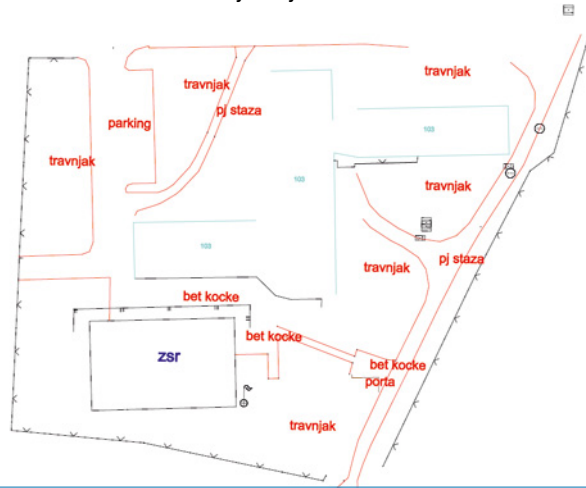 travnjak
travnjak
pj staza
parking
103
travnjak
103
travnjak
103
travnjak
pj staza
bet kocke
bet kocke
zsr
bet kocke
porta
travnjak